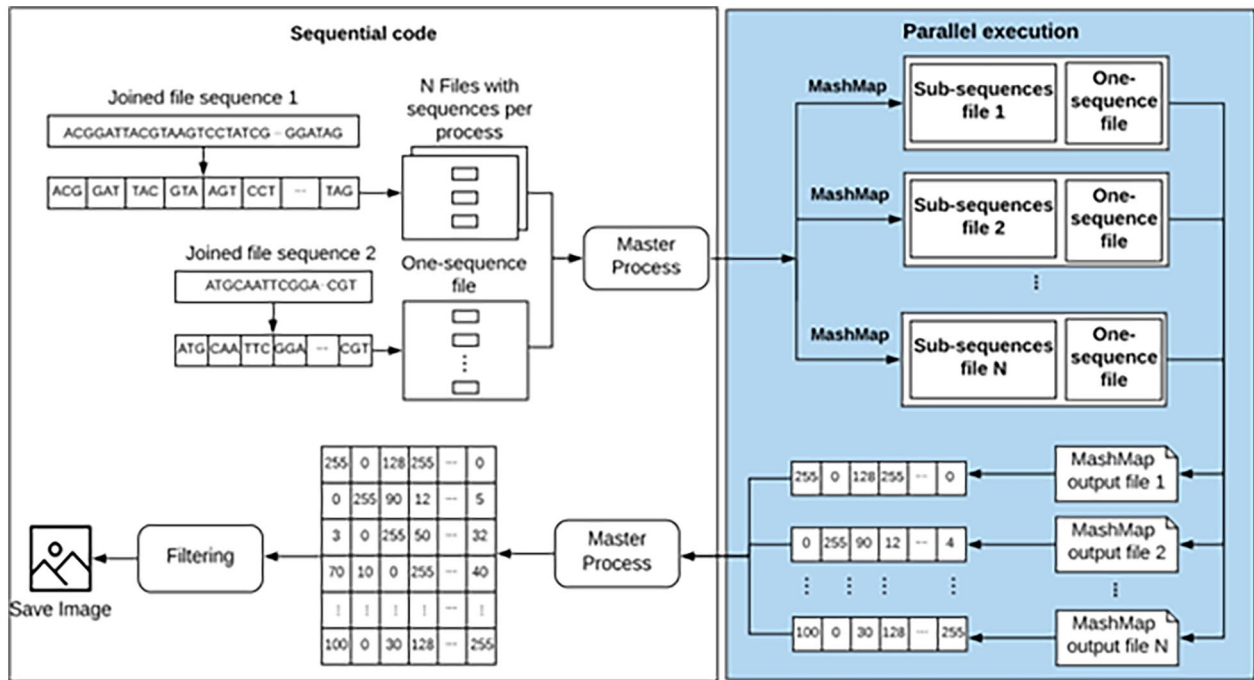 Sequential code
Joined file sequence 1
ACGGATTACGTAAGTCCTATCG ·· GGATAG
ACG GAT TAC GTA AGT CCT ··· TAG
N Files with
sequences per
process
Joined file sequence 2
ATGCAATTCGGA ·· CGT
ATG CAA TTC GGA ··· CGT
One-sequence
file
Master
Process
Parallel execution
MashMap
Sub-sequences
file 1
One-
sequence
file
MashMap
Sub-sequences
file 2
One-
sequence
file
MashMap
Sub-sequences
file N
One-
sequence
file
MashMap
output file 1
255 0 128 255 ··· 0
MashMap
output file 2
0 255 90 12 ··· 4
MashMap
output file N
100 0 30 128 ··· 255
Master
Process
255 0 128 255 ··· 0
0 255 90 12 ··· 5
3 0 255 50 ··· 32
70 10 0 255 ··· 40
100 0 30 128 ··· 255
Filtering
Save Image